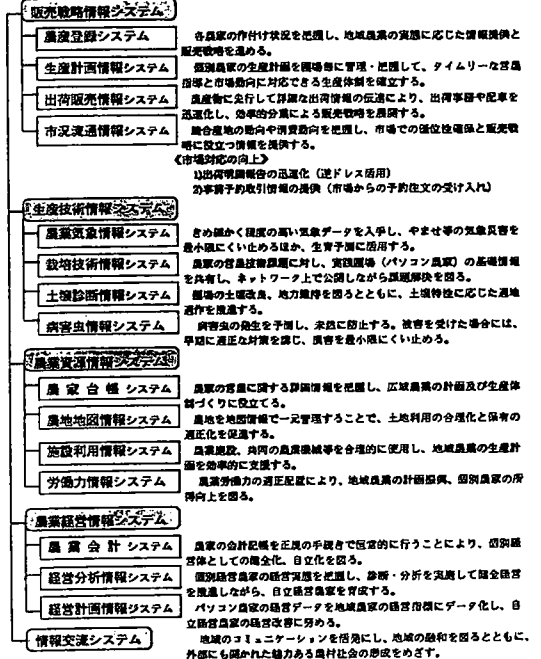 販売戦略情報システム
農産登録システム
各農家の作付け状況を把握し、地域農業の実態に応じた情報提供と
販売戦略を進める。
生産計画情報システム
個別農家の生産計画を圃場毎に管理・把握して、タイムリーな営農
指導と市場動向に対応できる生産体制を確立する。
出荷販売情報システム
農産物に先行して詳細な出荷情報の伝達により、出荷事務や配車を
迅速化し、効率的分荷による販売戦略を展開する。
市況流通情報システム
競合産地の動向や消費動向を把握し、市場での優位性確保と販売戦
略に役立つ情報を提供する。
《市場対応の向上》
1)出荷明細報告の迅速化(逆ドレス活用)
2)事前予約取引情報の提供(市場からの予約注文の受け入れ)
生産技術情報システム
農業気象情報システム
きめ細かく精度の高い気象データを入手し、やませ等の気象災害を
最小限にくい止めるほか、生育予測に活用する。
栽培技術情報システム
農家の営農技術課題に対し、実践圃場(パソコン農家)の基礎情報
を共有し、ネットワーク上で公開しながら課題解決を図る。
土壌診断情報システム
圃場の土壌改良、地力維持を図るとともに、土壌特性に応じた適地
適作を推進する。
病害虫情報システム
病害虫の発生を予測し、未然に防止する。被害を受けた場合には、
早期に適正な対策を講じ、損害を最小限にくい止める。
農業資源情報システム
農家台帳システム
農家の営農に関する詳細情報を把握し、広域農業の計画及び生産体
制づくりに役立てる。
農地地図情報システム
農地を地図情報で一元管理することで、土地利用の合理化と保有の
適正化を促進する。
施設利用情報システム
農業施設、共同の農業機械等を合理的に使用し、地域農業の生産計
画を効率的に支援する。
労働力情報システム
農業労働力の適正配置により、地域農業の計画振興、個別農家の所
得向上を図る。
農業経営情報システム
農業会計システム
農家の会計記帳を正規の手続きで恒常的に行うことにより、個別経
営体としての健全化、自立化を図る。
経営分析情報システム
個別経営農家の経営実態を把握し、診断・分析を実施して健全経営
を推進しながら、自立経営農家を育成する。
経営計画情報システム
パソコン農家の経営データを地域農家の経営指標にデータ化し、自
立経営農家の経営改善に努める。
情報交流システム
地域のコミュニケーションを活発にし、地域の融和を図るとともに、
外部にも開かれた魅力ある農村社会の形成をめざす。